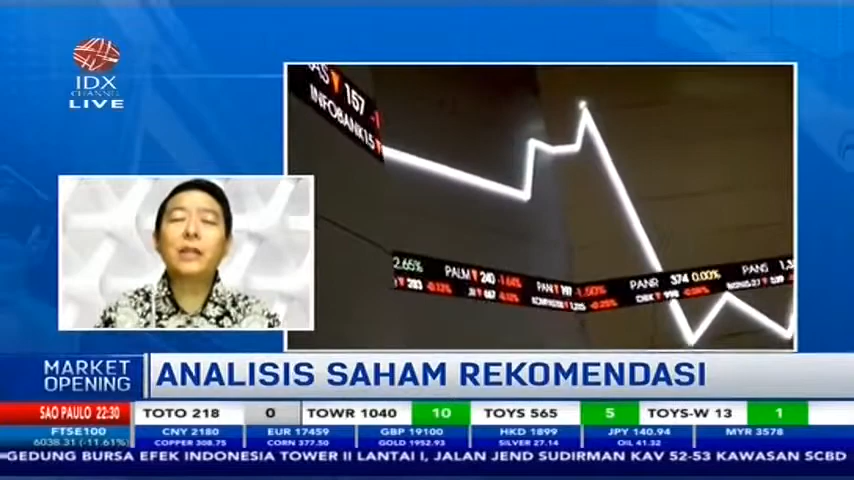 IDX
CHANNEL
LIVE
157
INFOBANK15
2.65%
PALM 240 -1.64%
PANR 374 0.00%
PANS
MARKET OPENING
ANALISIS SAHAM REKOMENDASI
SAO PAULO 22:30
TOTO 218 0 TOWR 1040 10 TOYS 565 5 TOYS-W 13 1
FTSE100
6038.31 (-11.61%)
CNY 2180 EUR 17459 GBP 19100 HKD 1899 JPY 140.94 MYR 3578
COPPER 308.75 CORN 377.50 GOLD 1952.93 SILVER 27.14 OIL 41.32
GEDUNG BURSA EFEK INDONESIA TOWER II LANTAI I, JALAN JEND SUDIRMAN KAV 52-53 KAWASAN SCBD